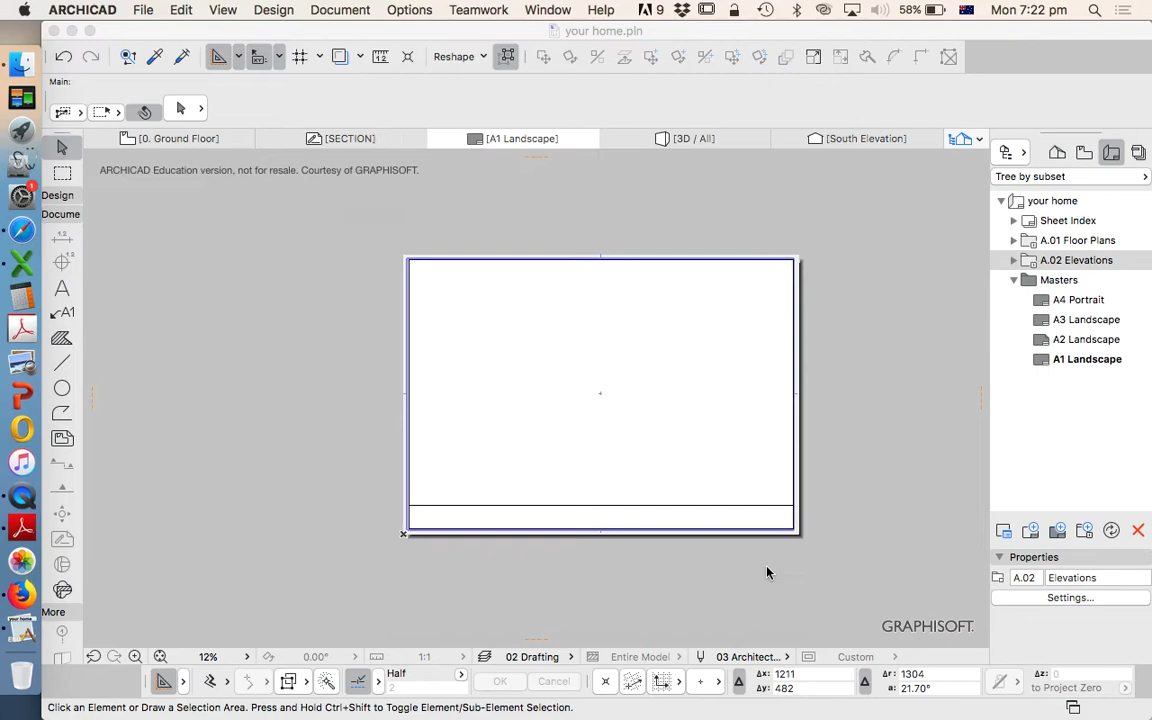 ARCHICAD File Edit View Design Document Options Teamwork Window Help 9 58% Mon 7:22 pm
your home.pln
Reshape
Main:
[0. Ground Floor] [SECTION] [A1 Landscape] [3D / All] [South Elevation]
ARCHICAD Education version, not for resale. Courtesy of GRAPHISOFT.
Tree by subset
Design
Docume
More
your home
Sheet Index
A.01 Floor Plans
A.02 Elevations
Masters
A4 Portrait
A3 Landscape
A2 Landscape
A1 Landscape
Properties
A.02 Elevations
Settings...
GRAPHISOFT.
12% 0.00° 1:1 02 Drafting Entire Model 03 Architect... Custom
Half
2
OK Cancel
Δx: 1211
Δy: 482
Δr: 1304
a: 21.70°
Δz: 0
to Project Zero
Click an Element or Draw a Selection Area. Press and Hold Ctrl+Shift to Toggle Element/Sub-Element Selection.